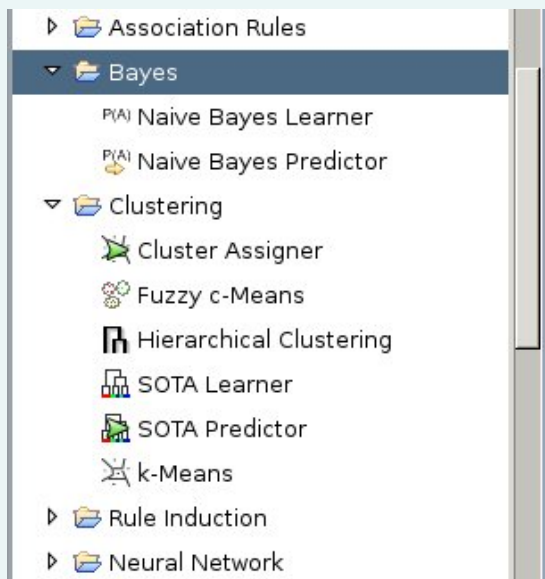 Association Rules
Bayes
P(A) Naive Bayes Learner
P(A) Naive Bayes Predictor
Clustering
Cluster Assigner
Fuzzy c-Means
Hierarchical Clustering
SOTA Learner
SOTA Predictor
k-Means
Rule Induction
Neural Network